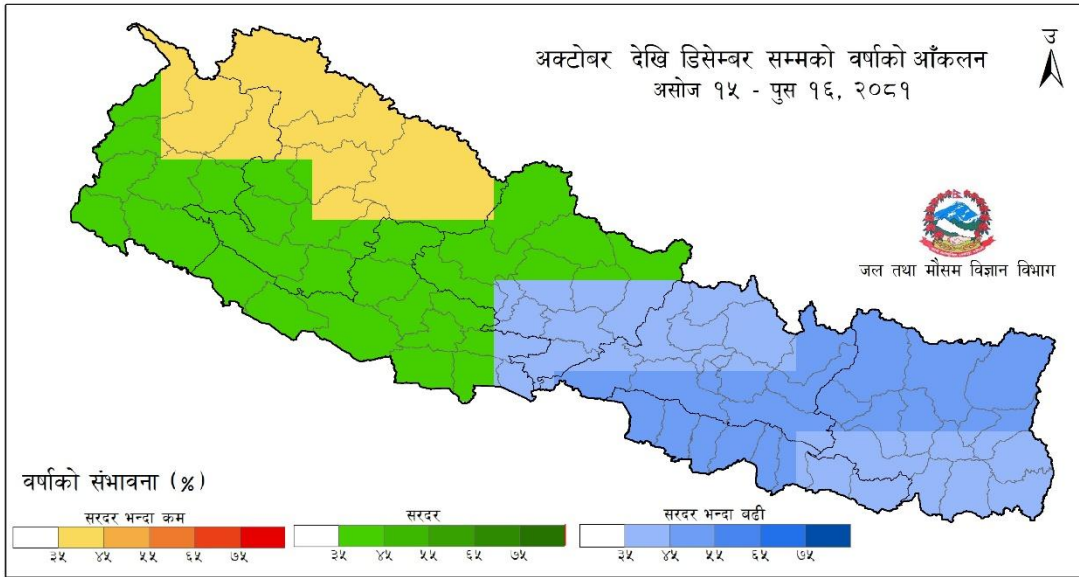 अक्टोबर देखि डिसेम्बर सम्मको वर्षाको आँकलन
असोज १५ - पुस १६, २०८१
उ
जल तथा मौसम विज्ञान विभाग
वर्षाको संभावना (%)
सरदर भन्दा कम
३५ ४५ ५५ ६५ ७५
सरदर
३५ ४५ ५५ ६५ ७५
सरदर भन्दा बढी
३५ ४५ ५५ ६५ ७५